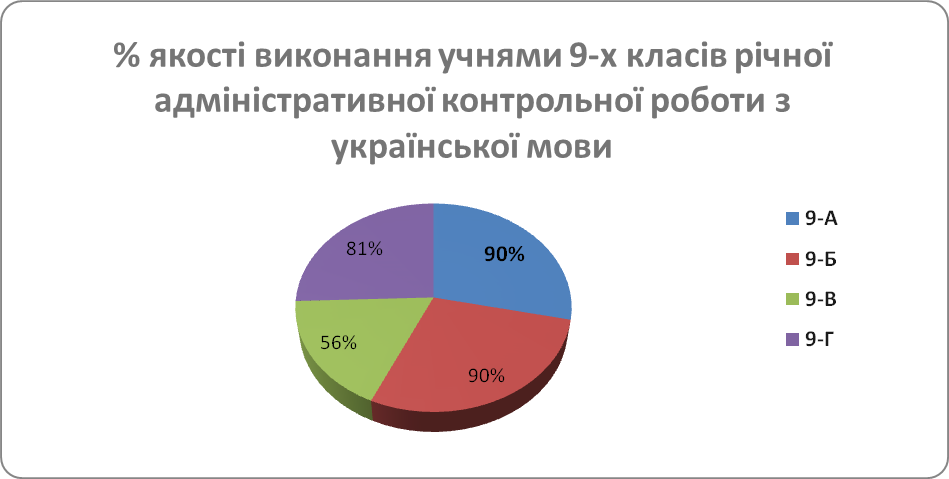 % якості виконання учнями 9-х класів річної
адміністративної контрольної роботи з
української мови
81%
90%
56%
90%
9-А
9-Б
9-В
9-Г